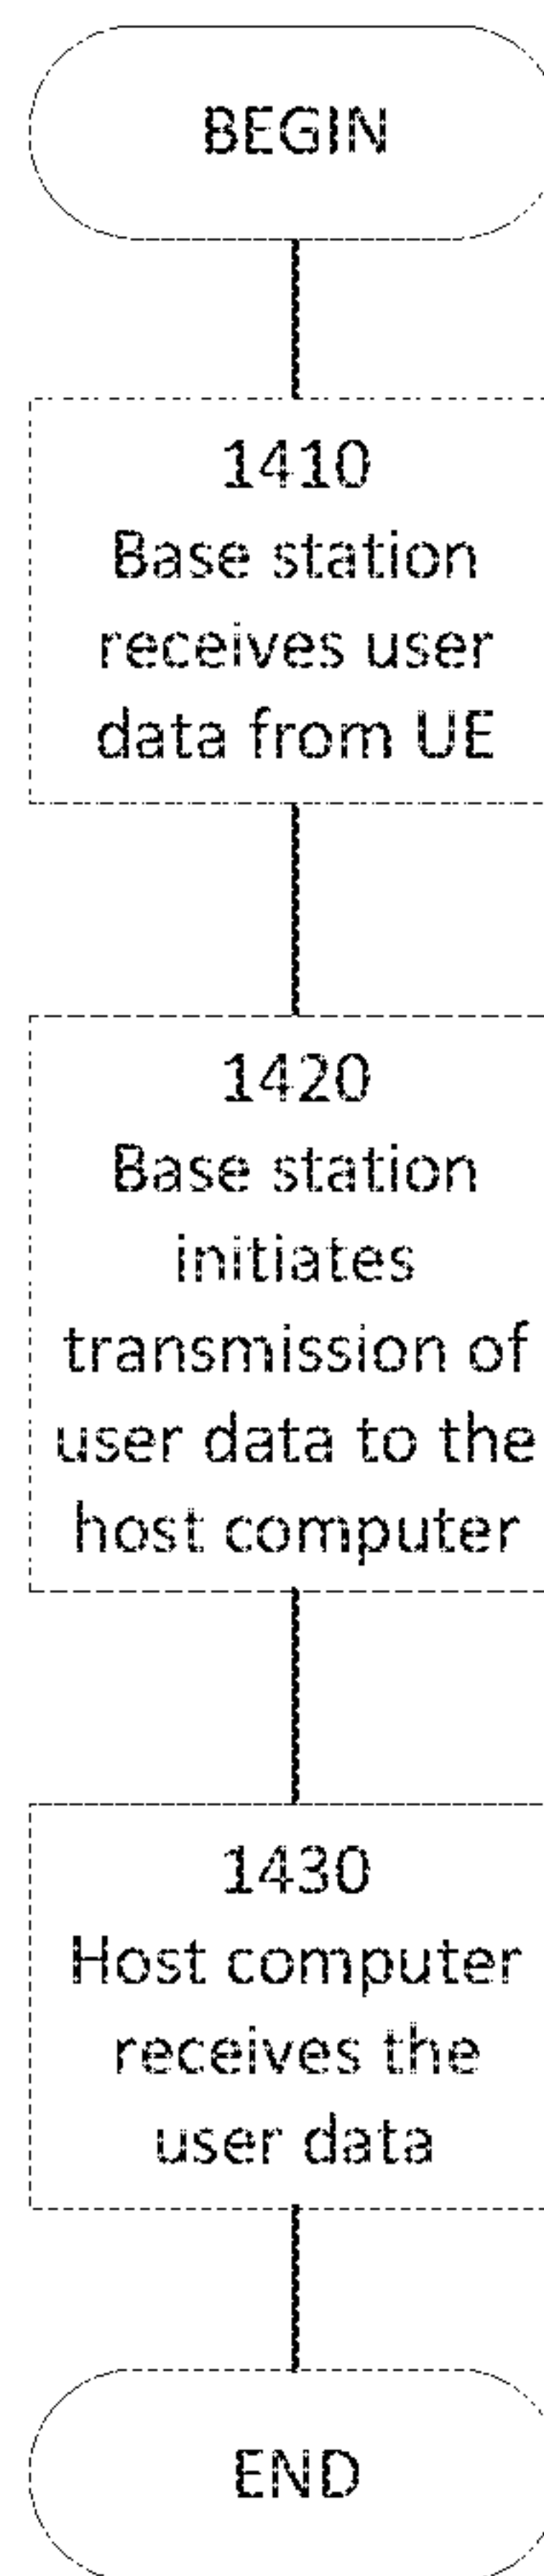 BEGIN
1410
Base station
receives user
data from UE
1420
Base station
initiates
transmission of
user data to the
host computer
1430
Host computer
receives the
user data
END